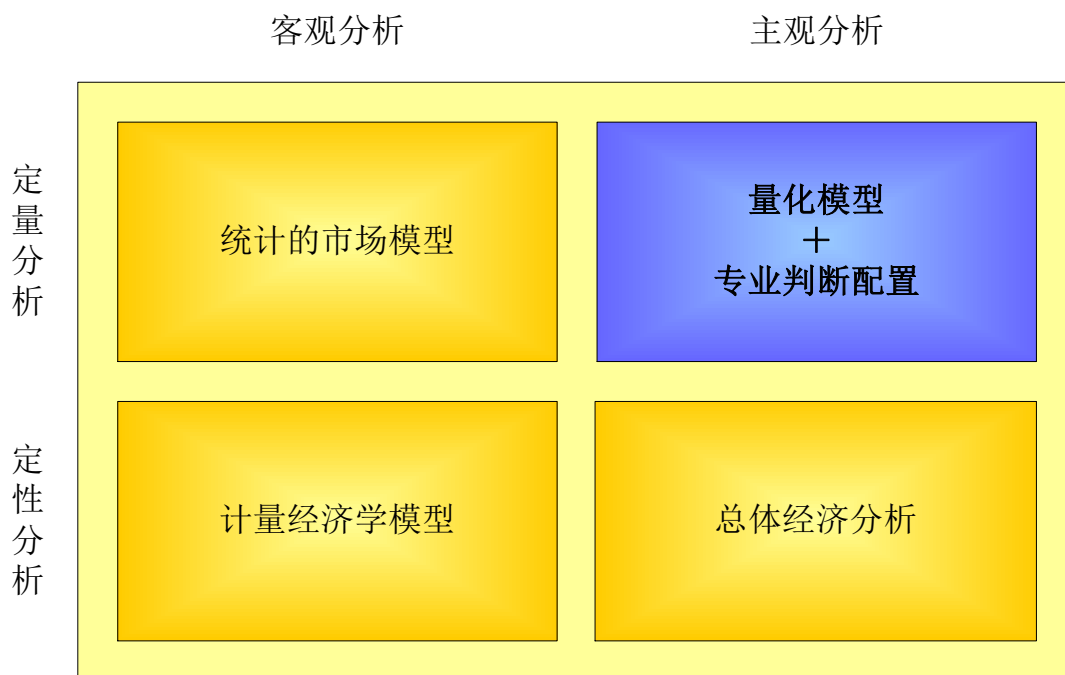 客观分析
主观分析
定量分析
统计的市场模型
量化模型
＋
专业判断配置
定性分析
计量经济学模型
总体经济分析